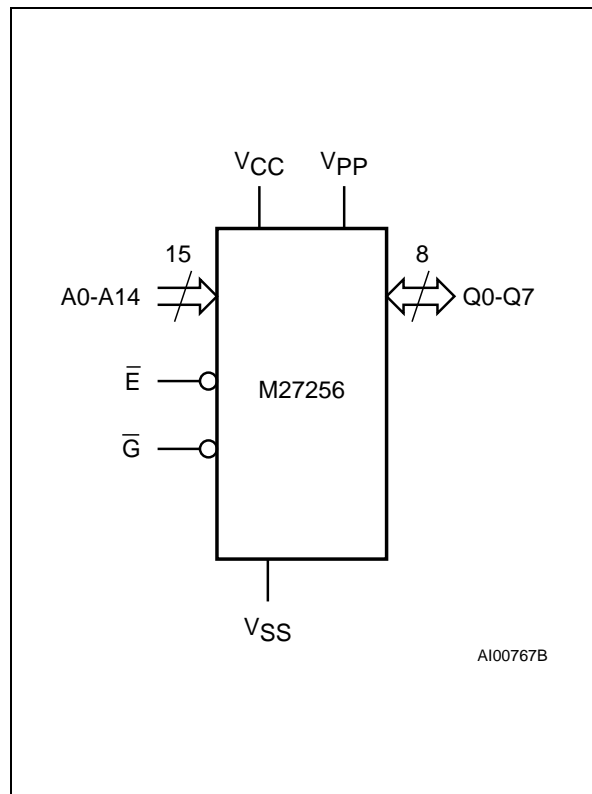 VCC VPP
15 8
A0-A14 Q0-Q7
E̅ M27256
G̅
VSS
AI00767B